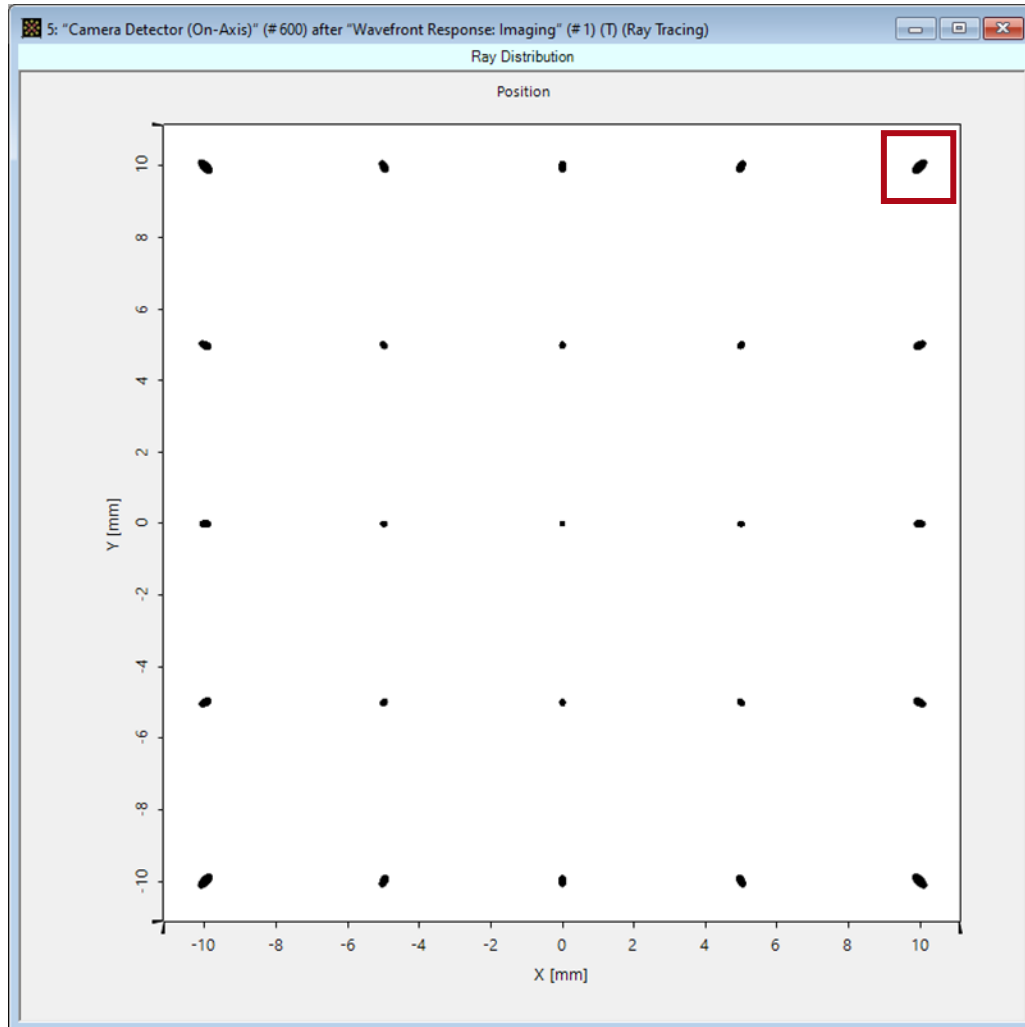 5: “Camera Detector (On-Axis)” (# 600) after “Wavefront Response: Imaging” (# 1) (T) (Ray Tracing)
Ray Distribution
Position
10
8
6
4
2
0
-2
-4
-6
-8
-10
Y [mm]
-10 -8 -6 -4 -2 0 2 4 6 8 10
X [mm]